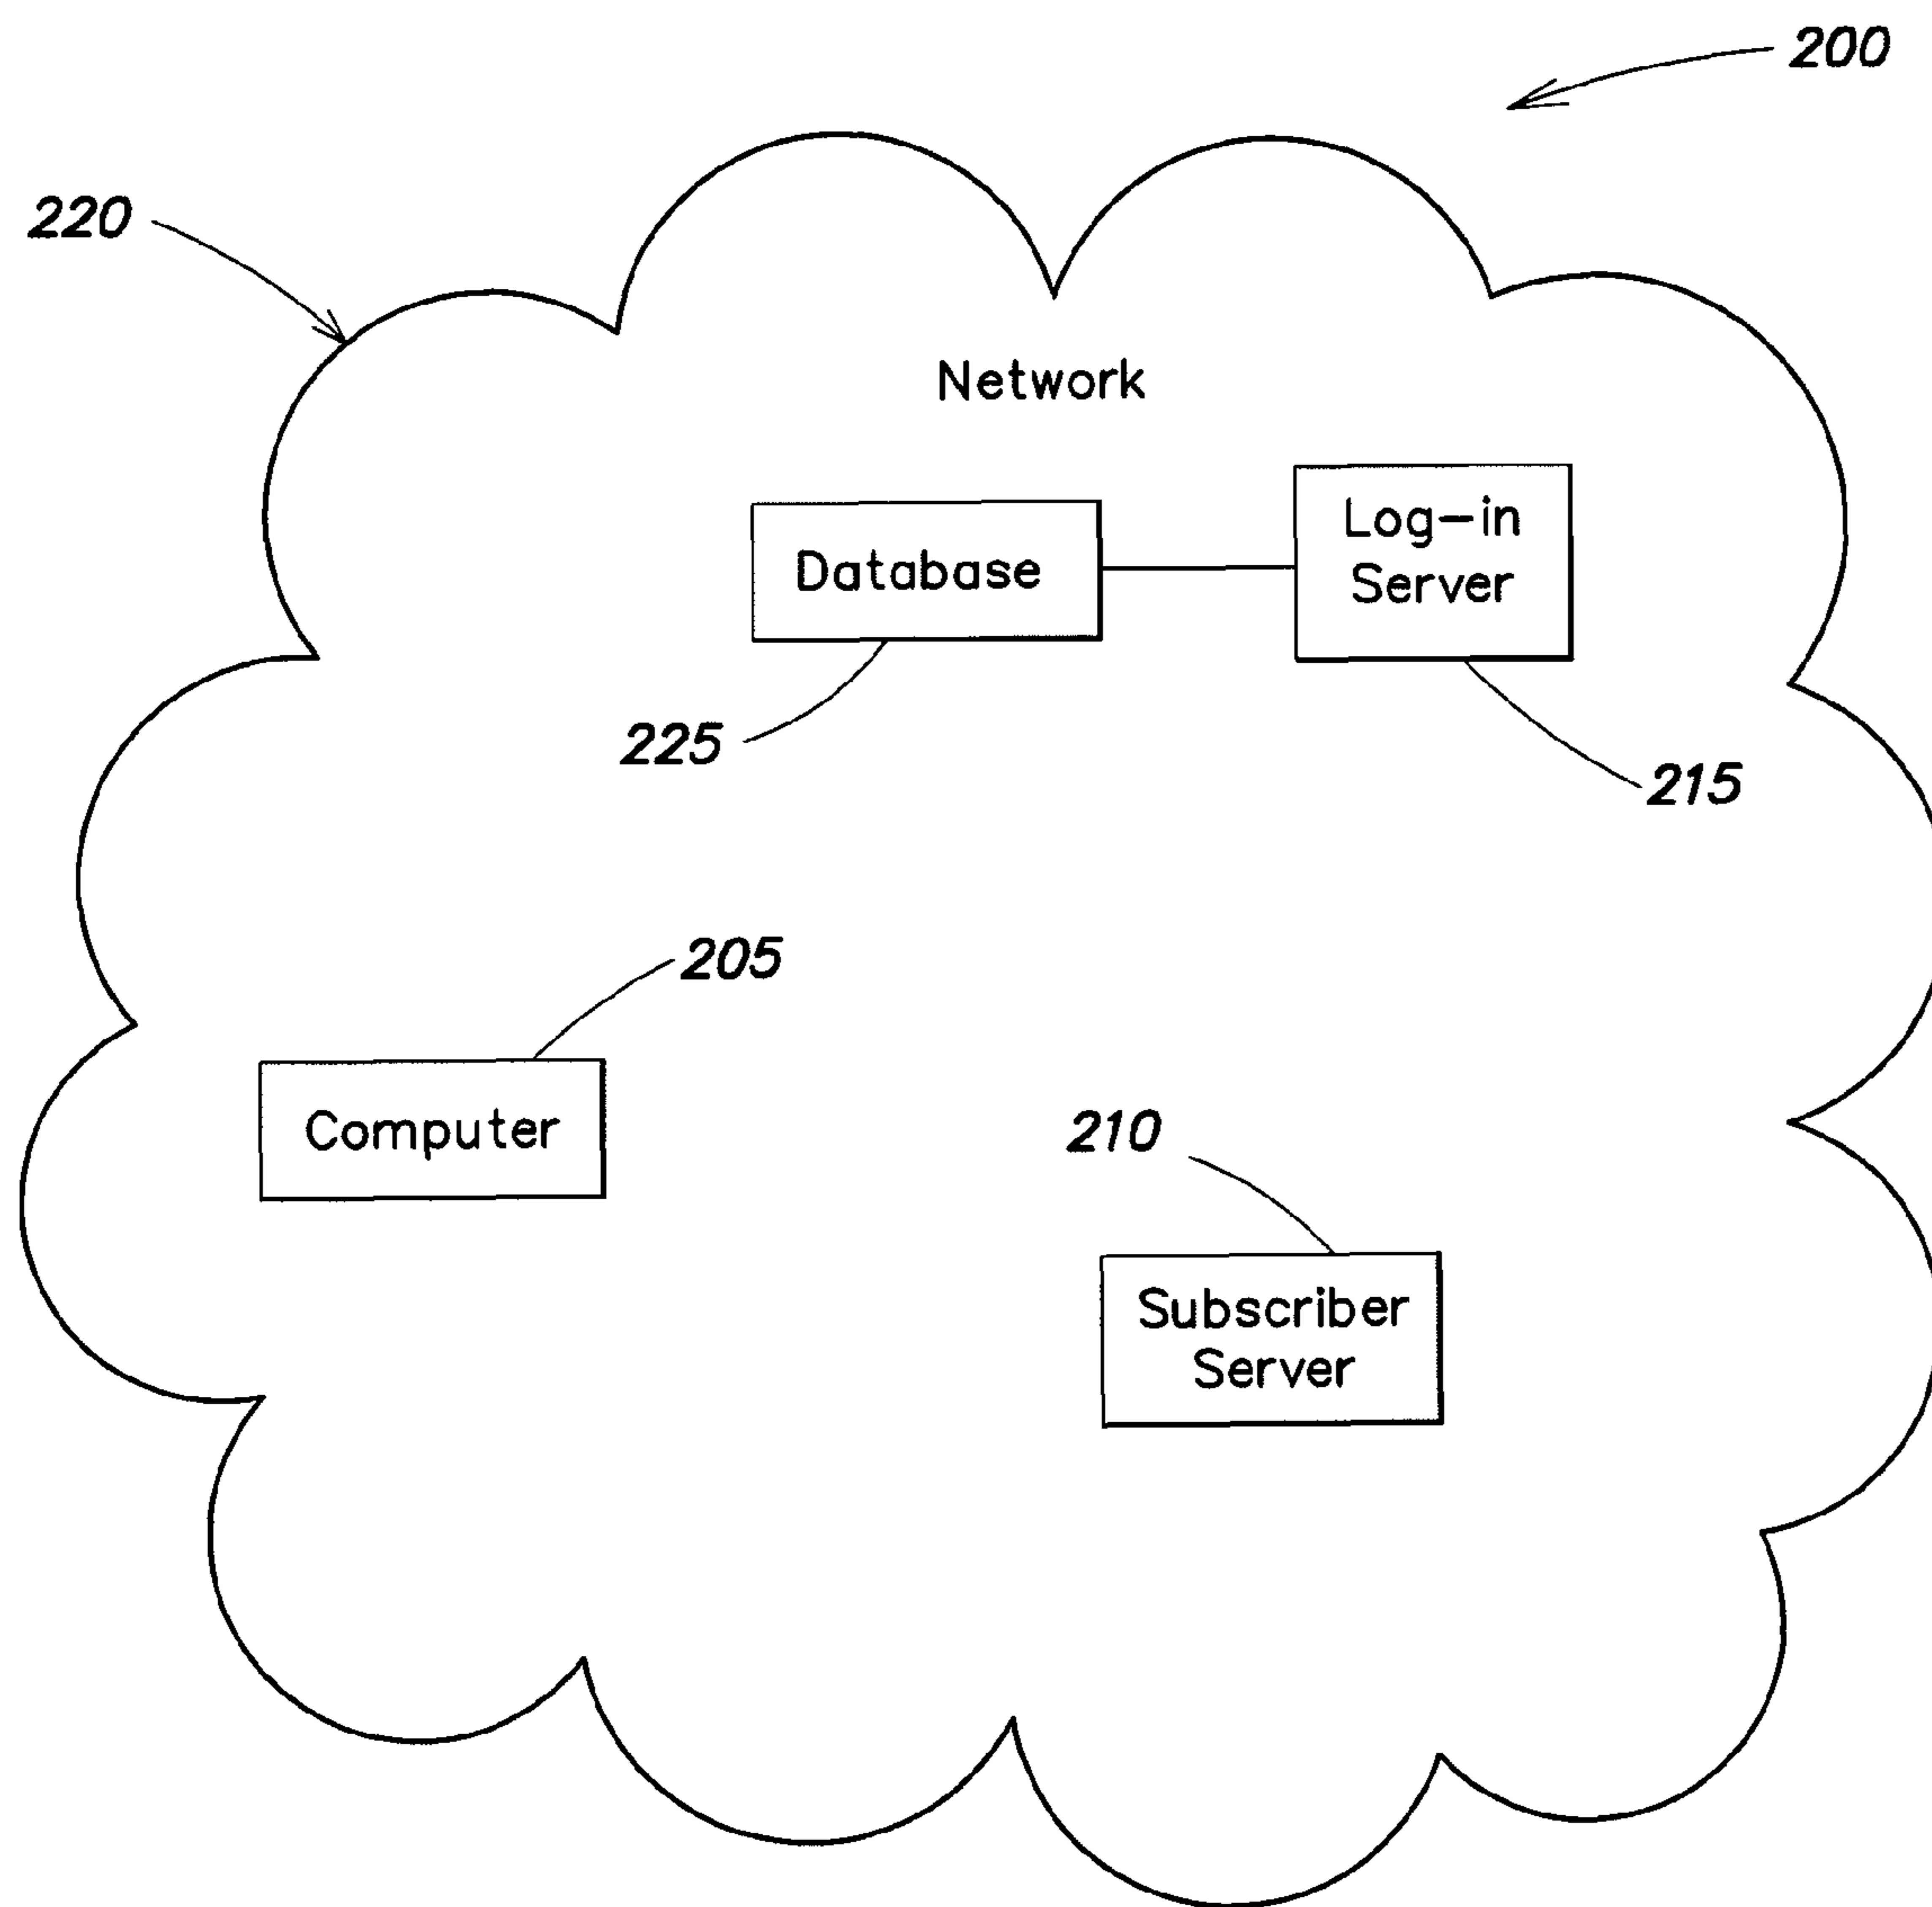 200
220
Network
Database
Log-in
Server
225
215
205
Computer
210
Subscriber
Server